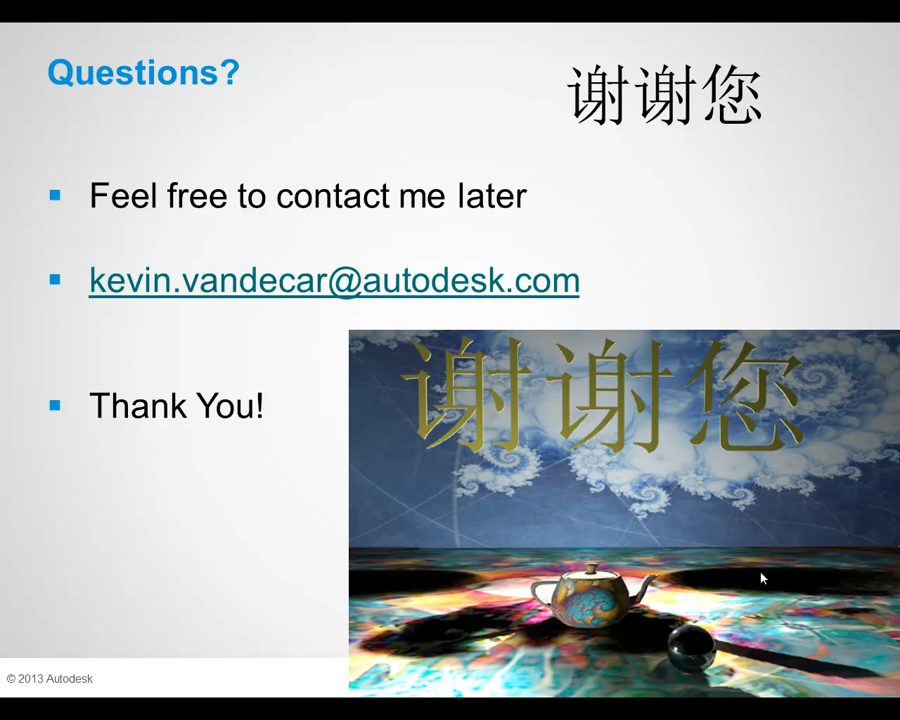 Questions?
谢谢您
Feel free to contact me later
kevin.vandecar@autodesk.com
谢谢您
Thank You!
© 2013 Autodesk